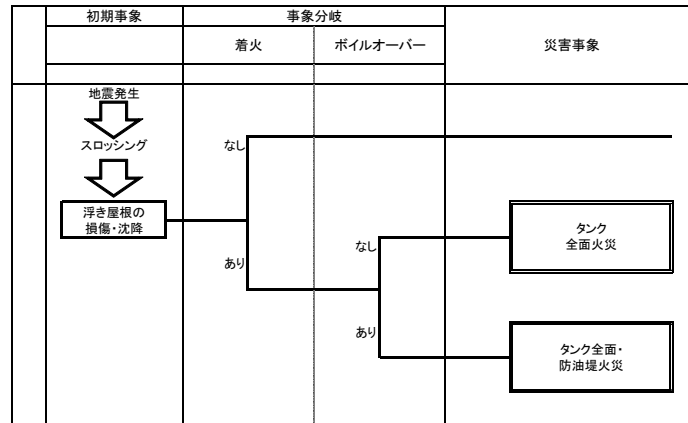 初期事象
事象分岐
着火
ボイルオーバー
災害事象
地震発生
スロッシング
なし
浮き屋根の
損傷・沈降
あり
なし
タンク
全面火災
あり
タンク全面・
防油堤火災